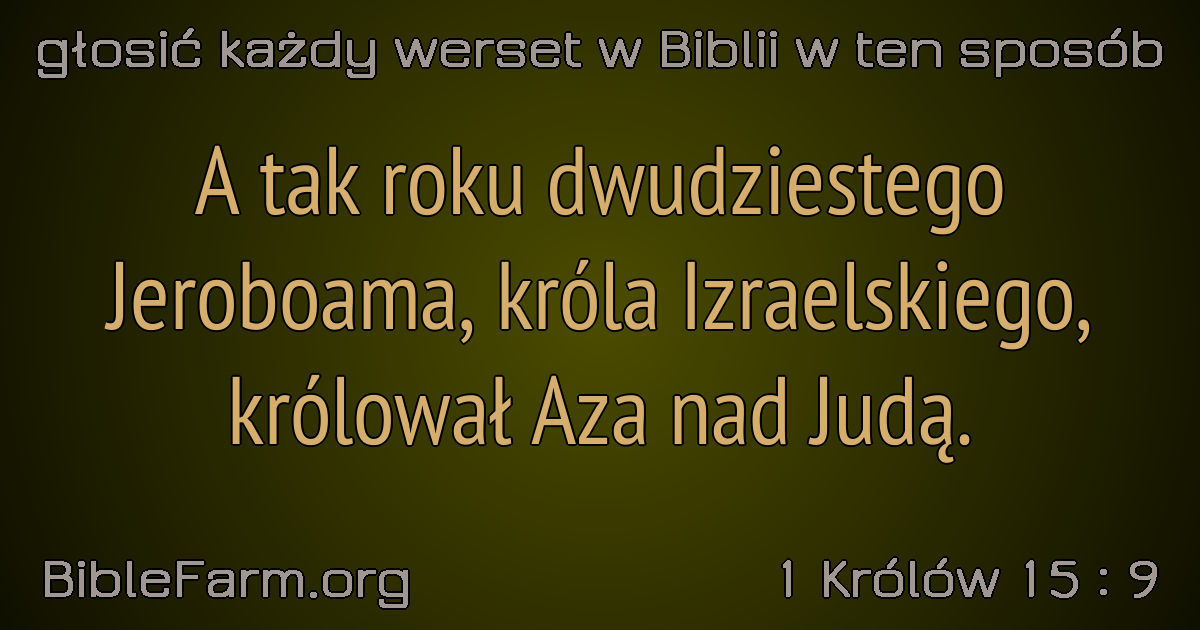 głosić każdy werset w Biblii w ten sposób
A tak roku dwudziestego
Jeroboama, króla Izraelskiego,
królował Aza nad Judą.
BibleFarm.org
1 Królów 15 : 9